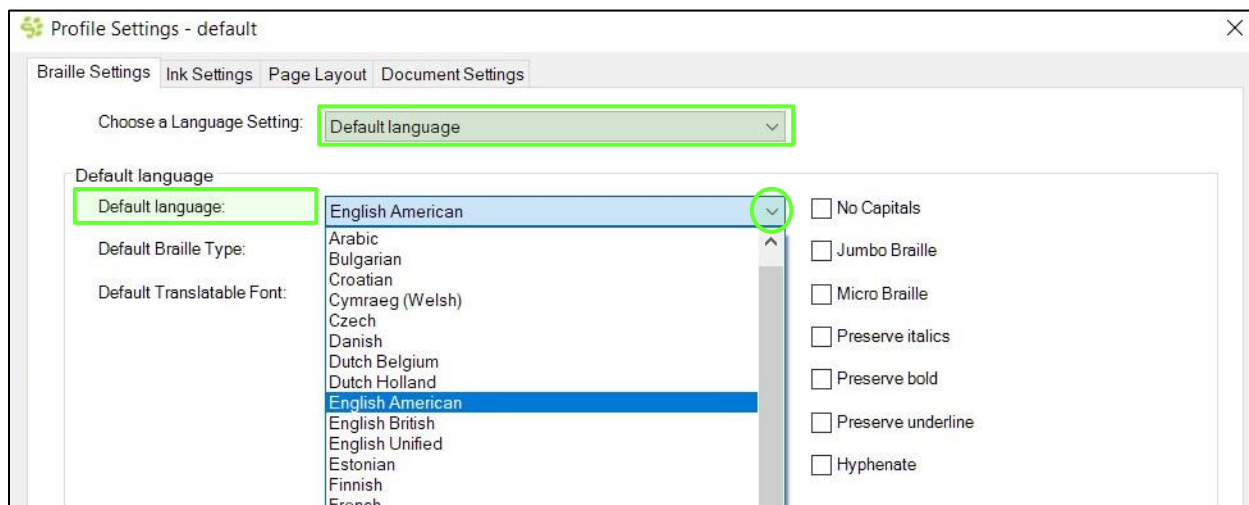 Profile Settings - default
Braille Settings Ink Settings Page Layout Document Settings
Choose a Language Setting: Default language
Default language
Default language: English American No Capitals
Arabic
Default Braille Type: Jumbo Braille
Bulgarian
Croatian
Default Translatable Font: Micro Braille
Cymraeg (Welsh)
Czech
Danish Preserve italics
Dutch Belgium
Dutch Holland Preserve bold
English American
English British Preserve underline
English Unified
Estonian Hyphenate
Finnish
French